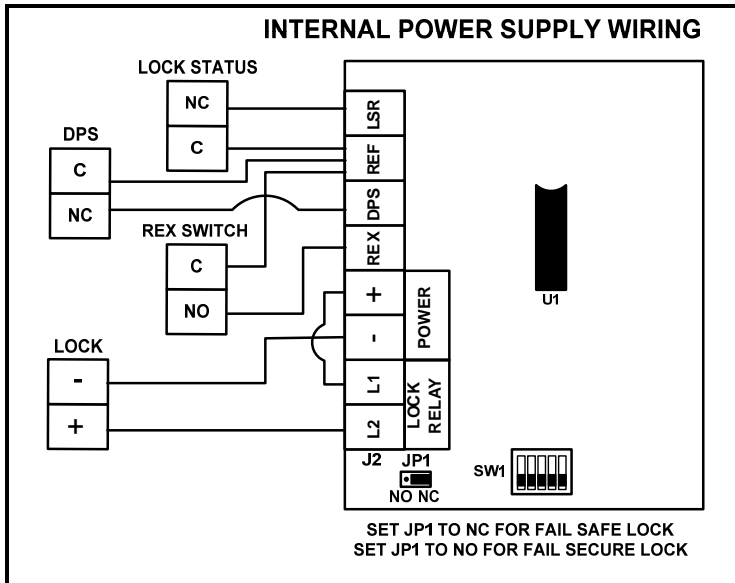 INTERNAL POWER SUPPLY WIRING
LOCK STATUS
NC
C
DPS
C
NC
REX SWITCH
C
NO
LOCK
-
+
LSR
REF
DPS
REX
+
-
L1
L2
POWER
LOCK
RELAY
J2 JP1
NO NC
U1
SW1
SET JP1 TO NC FOR FAIL SAFE LOCK
SET JP1 TO NO FOR FAIL SECURE LOCK